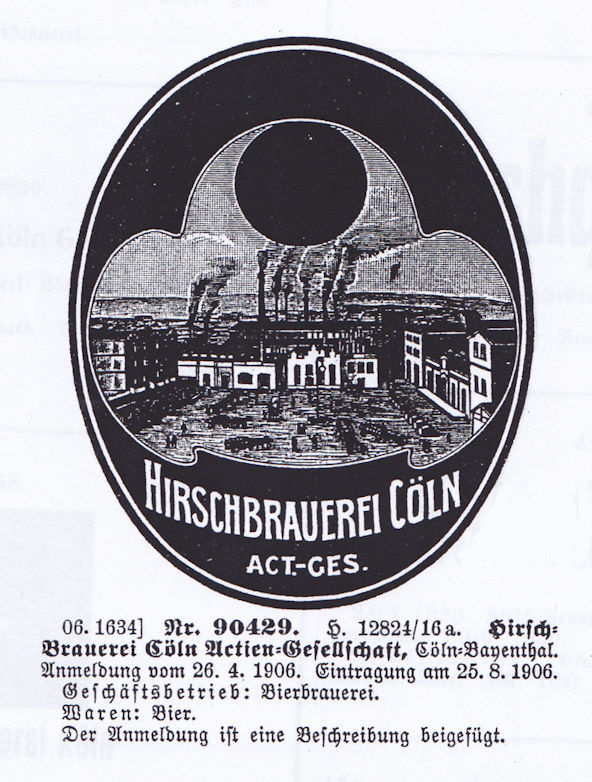 HIRSCHBRAUEREI CÖLN
ACT.-GES.
06. 1634] Nr. 90429. H. 12824/16 a. Hirsch-
Brauerei Cöln Actien-Gesellschaft, Cöln-Bayenthal.
Anmeldung vom 26. 4. 1906. Eintragung am 25. 8. 1906.
Geschäftsbetrieb: Bierbrauerei.
Waren: Bier.
Der Anmeldung ist eine Beschreibung beigefügt.